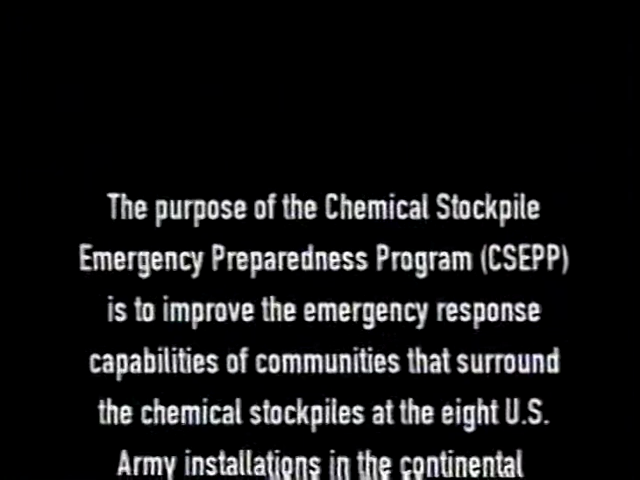 The purpose of the Chemical Stockpile
Emergency Preparedness Program (CSEPP)
is to improve the emergency response
capabilities of communities that surround
the chemical stockpiles at the eight U.S.
Army installations in the continental